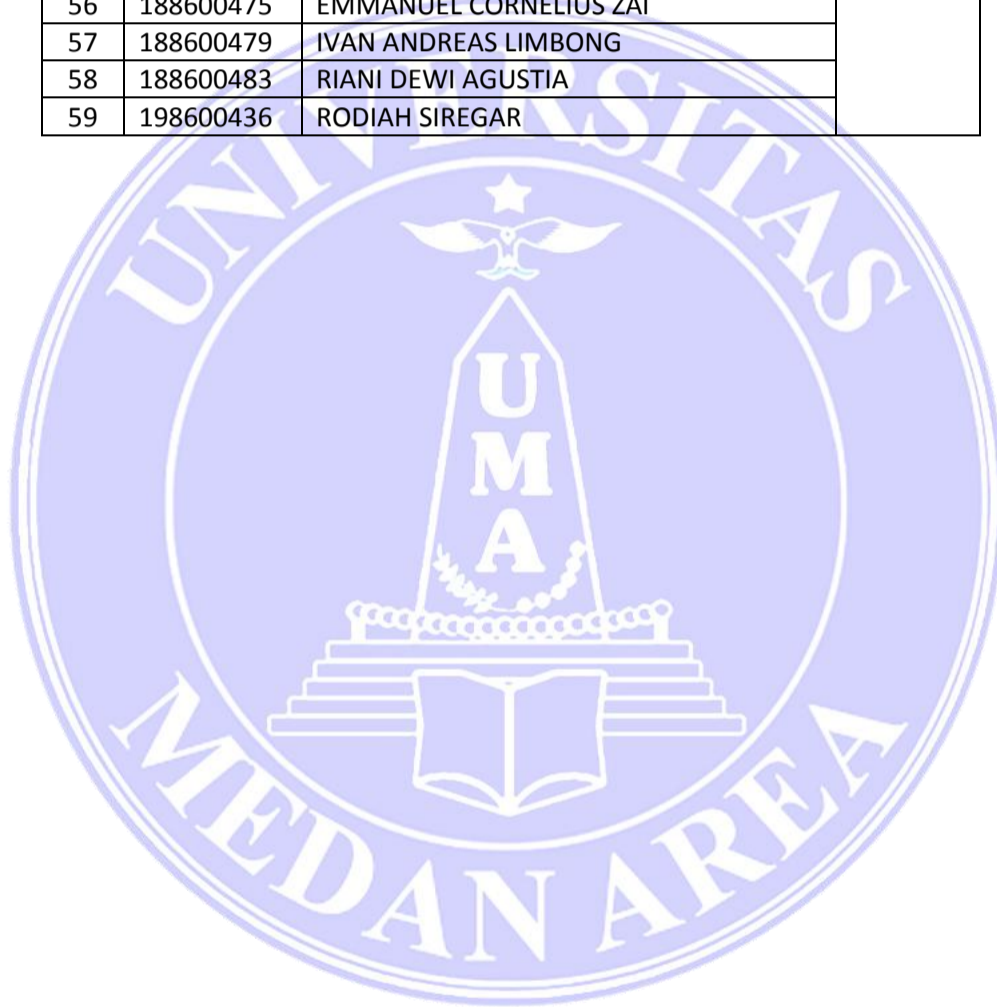 56 188600475 EMMANUEL CORNELIUS ZAI
57 188600479 IVAN ANDREAS LIMBONG
58 188600483 RIANI DEWI AGUSTIA
59 198600436 RODIAH SIREGAR
UNIVERSITAS
U
M
A
MEDAN AREA